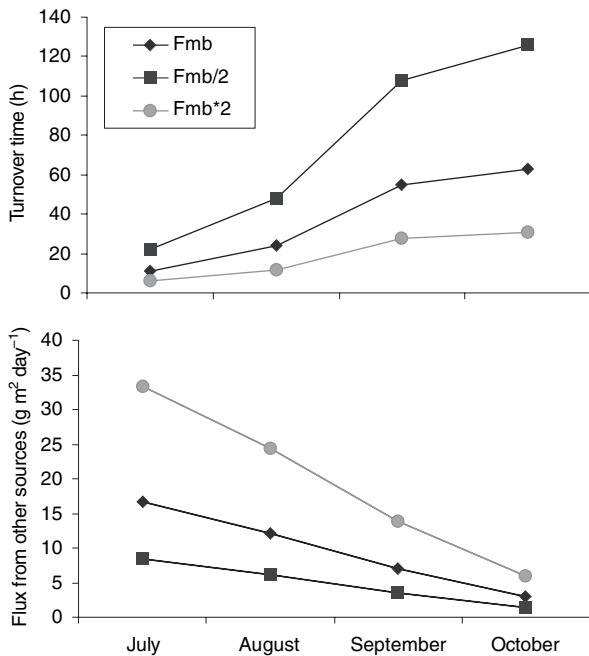 140
120
100
80
60
40
20
0
Turnover time (h)
Fmb
Fmb/2
Fmb*2
40
35
30
25
20
15
10
5
0
Flux from other sources (g m² day⁻¹)
July August September October